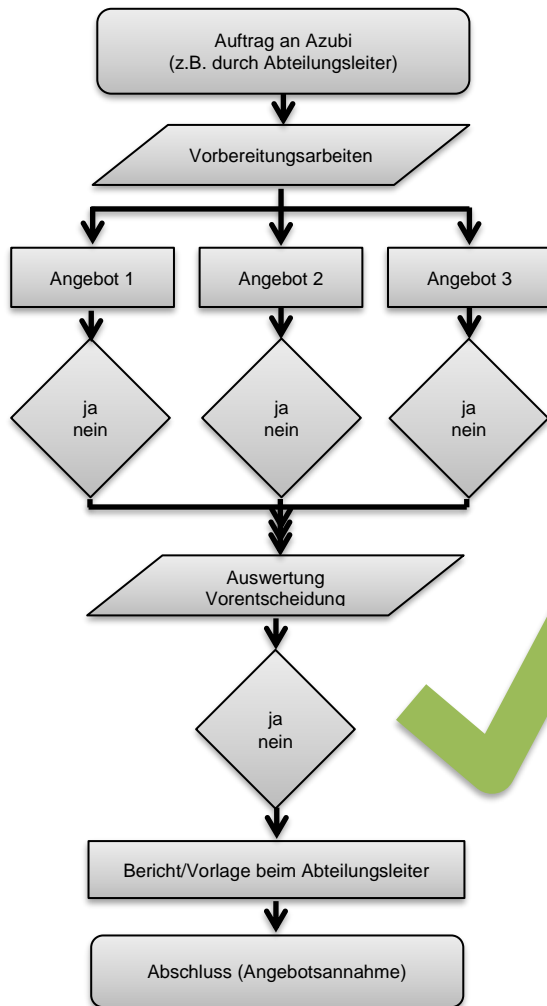 Auftrag an Azubi
(z.B. durch Abteilungsleiter)
Vorbereitungsarbeiten
Angebot 1
Angebot 2
Angebot 3
ja
nein
ja
nein
ja
nein
Auswertung
Vorentscheidung
ja
nein
Bericht/Vorlage beim Abteilungsleiter
Abschluss (Angebotsannahme)